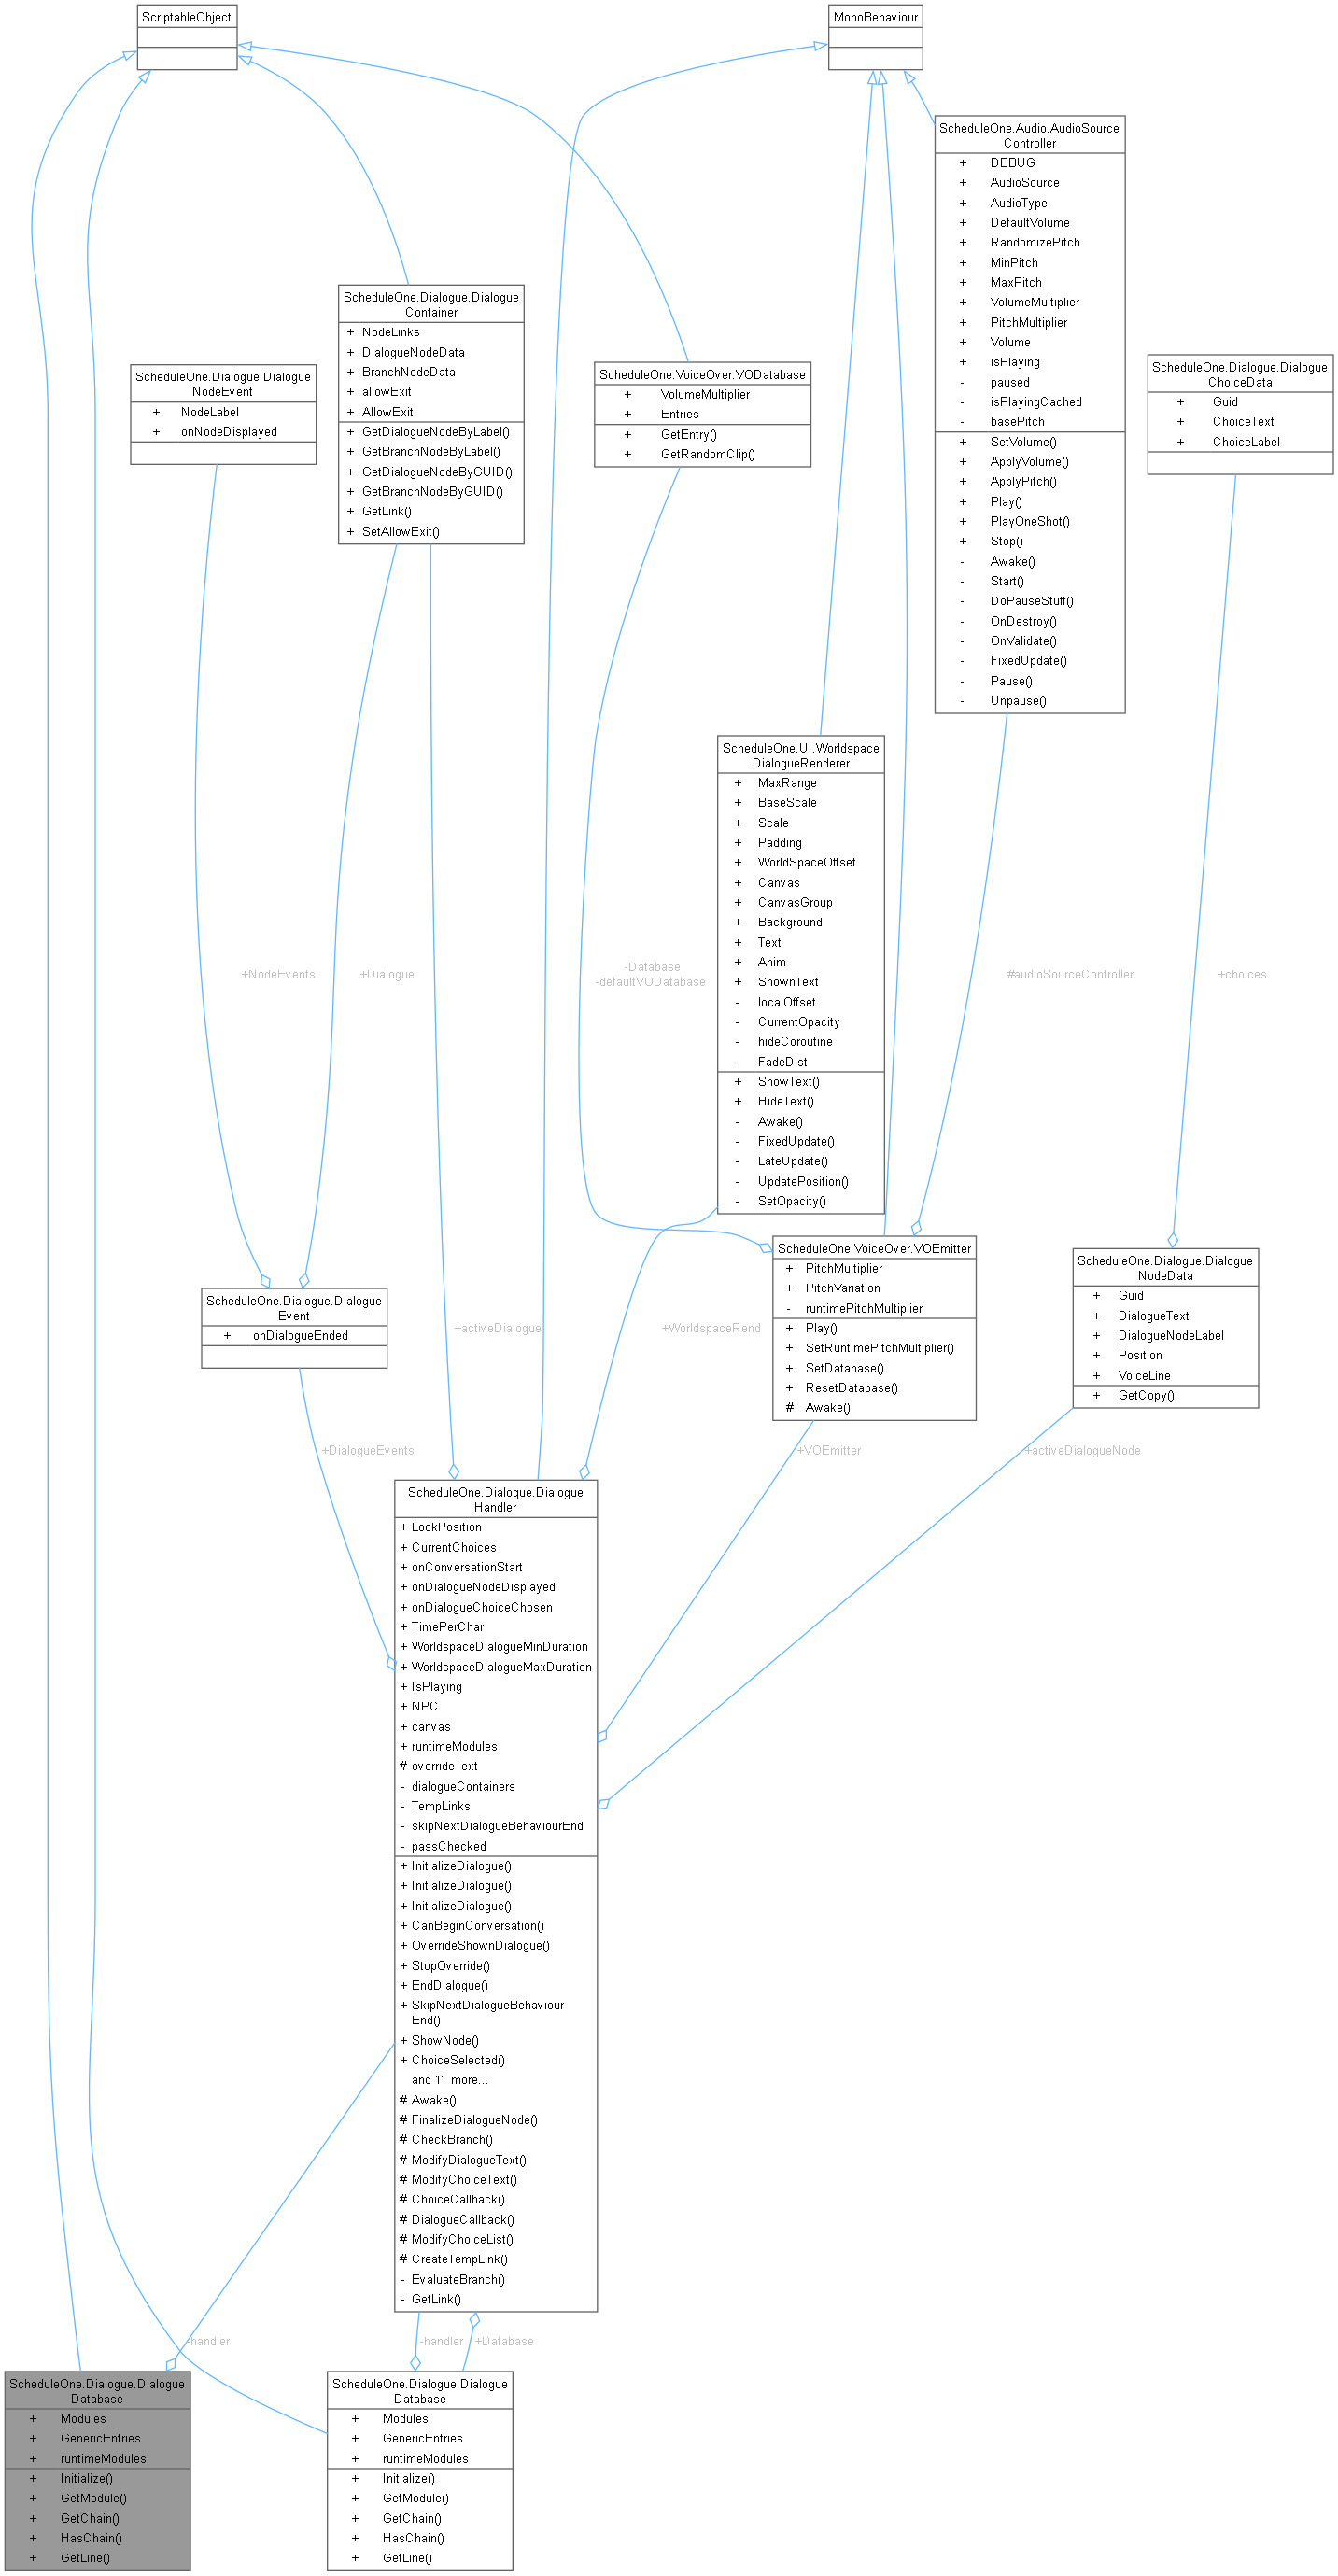 ScriptableObject
MonoBehaviour
ScheduleOne.Audio.AudioSource
Controller
+ DEBUG
+ AudioSource
+ AudioType
+ DefaultVolume
+ RandomizePitch
+ MinPitch
+ MaxPitch
+ VolumeMultiplier
+ PitchMultiplier
+ Volume
+ isPlaying
- paused
- isPlayingCached
- basePitch
+ SetVolume()
+ ApplyVolume()
+ ApplyPitch()
+ Play()
+ PlayOneShot()
+ Stop()
- Awake()
- Start()
- DoPauseStuff()
- OnDestroy()
- OnValidate()
- FixedUpdate()
- Pause()
- Unpause()
ScheduleOne.Dialogue.Dialogue
Container
+ NodeLinks
+ DialogueNodeData
+ BranchNodeData
+ allowExit
+ AllowExit
+ GetDialogueNodeByLabel()
+ GetBranchNodeByLabel()
+ GetDialogueNodeByGUID()
+ GetBranchNodeByGUID()
+ GetLink()
+ SetAllowExit()
ScheduleOne.Dialogue.Dialogue
NodeEvent
+ NodeLabel
+ onNodeDisplayed
ScheduleOne.VoiceOver.VODatabase
+ VolumeMultiplier
+ Entries
+ GetEntry()
+ GetRandomClip()
ScheduleOne.Dialogue.Dialogue
ChoiceData
+ Guid
+ ChoiceText
+ ChoiceLabel
ScheduleOne.UI.Worldspace
DialogueRenderer
+ MaxRange
+ BaseScale
+ Scale
+ Padding
+ WorldSpaceOffset
+ Canvas
+ CanvasGroup
+ Background
+ Text
+ Anim
+ ShownText
- localOffset
- CurrentOpacity
- hideCoroutine
- FadeDist
+ ShowText()
+ HideText()
- Awake()
- FixedUpdate()
- LateUpdate()
- UpdatePosition()
- SetOpacity()
+NodeEvents
+Dialogue
-Database
-defaultVODatabase
#audioSourceController
+choices
ScheduleOne.VoiceOver.VOEmitter
+ PitchMultiplier
+ PitchVariation
- runtimePitchMultiplier
+ Play()
+ SetRuntimePitchMultiplier()
+ SetDatabase()
+ ResetDatabase()
# Awake()
ScheduleOne.Dialogue.Dialogue
NodeData
+ Guid
+ DialogueText
+ DialogueNodeLabel
+ Position
+ VoiceLine
+ GetCopy()
ScheduleOne.Dialogue.Dialogue
Event
+ onDialogueEnded
+activeDialogue
+WorldspaceRend
+DialogueEvents
+VOEmitter
+activeDialogueNode
ScheduleOne.Dialogue.Dialogue
Handler
+ LookPosition
+ CurrentChoices
+ onConversationStart
+ onDialogueNodeDisplayed
+ onDialogueChoiceChosen
+ TimePerChar
+ WorldspaceDialogueMinDuration
+ WorldspaceDialogueMaxDuration
+ IsPlaying
+ NPC
+ canvas
+ runtimeModules
# overrideText
- dialogueContainers
- TempLinks
- skipNextDialogueBehaviourEnd
- passChecked
+ InitializeDialogue()
+ InitializeDialogue()
+ InitializeDialogue()
+ CanBeginConversation()
+ OverrideShownDialogue()
+ StopOverride()
+ EndDialogue()
+ SkipNextDialogueBehaviour
End()
+ ShowNode()
+ ChoiceSelected()
and 11 more...
# Awake()
# FinalizeDialogueNode()
# CheckBranch()
# ModifyDialogueText()
# ModifyChoiceText()
# ChoiceCallback()
# DialogueCallback()
# ModifyChoiceList()
# CreateTempLink()
- EvaluateBranch()
- GetLink()
-handler
-handler
+Database
ScheduleOne.Dialogue.Dialogue
Database
+ Modules
+ GenericEntries
+ runtimeModules
+ Initialize()
+ GetModule()
+ GetChain()
+ HasChain()
+ GetLine()
ScheduleOne.Dialogue.Dialogue
Database
+ Modules
+ GenericEntries
+ runtimeModules
+ Initialize()
+ GetModule()
+ GetChain()
+ HasChain()
+ GetLine()